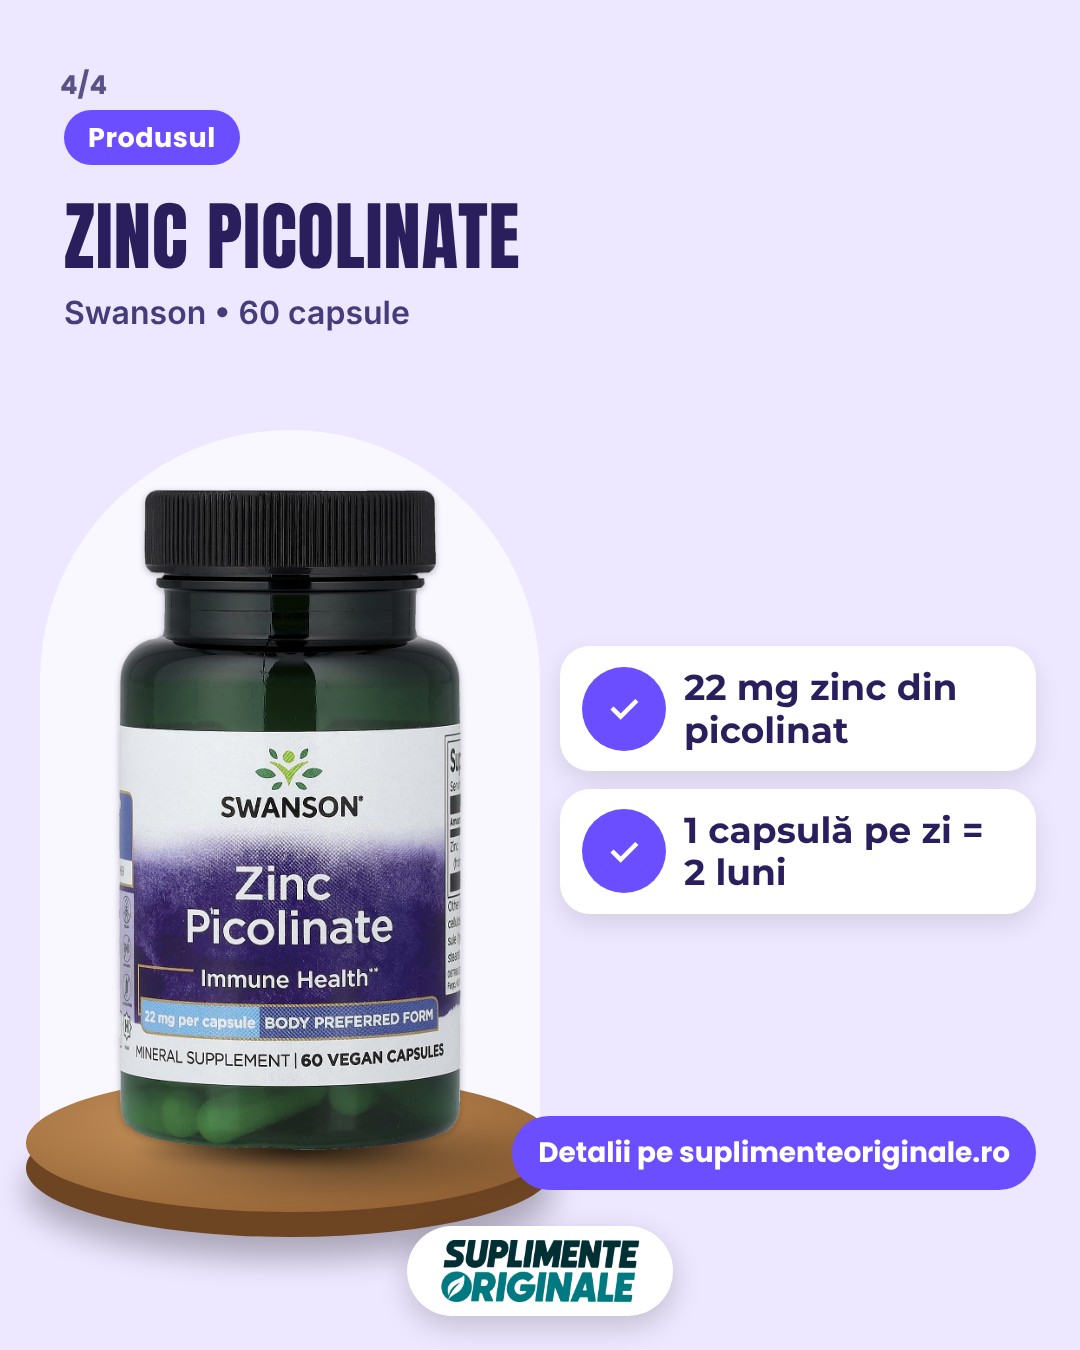 4/4
Produsul
ZINC PICOLINATE
Swanson • 60 capsule
SWANSON
Zinc
Picolinate
Immune Health**
22 mg per capsule BODY PREFERRED FORM
MINERAL SUPPLEMENT | 60 VEGAN CAPSULES
22 mg zinc din
picolinat
1 capsulă pe zi =
2 luni
Detalii pe suplimenteoriginale.ro
SUPLIMENTE
ORIGINALE